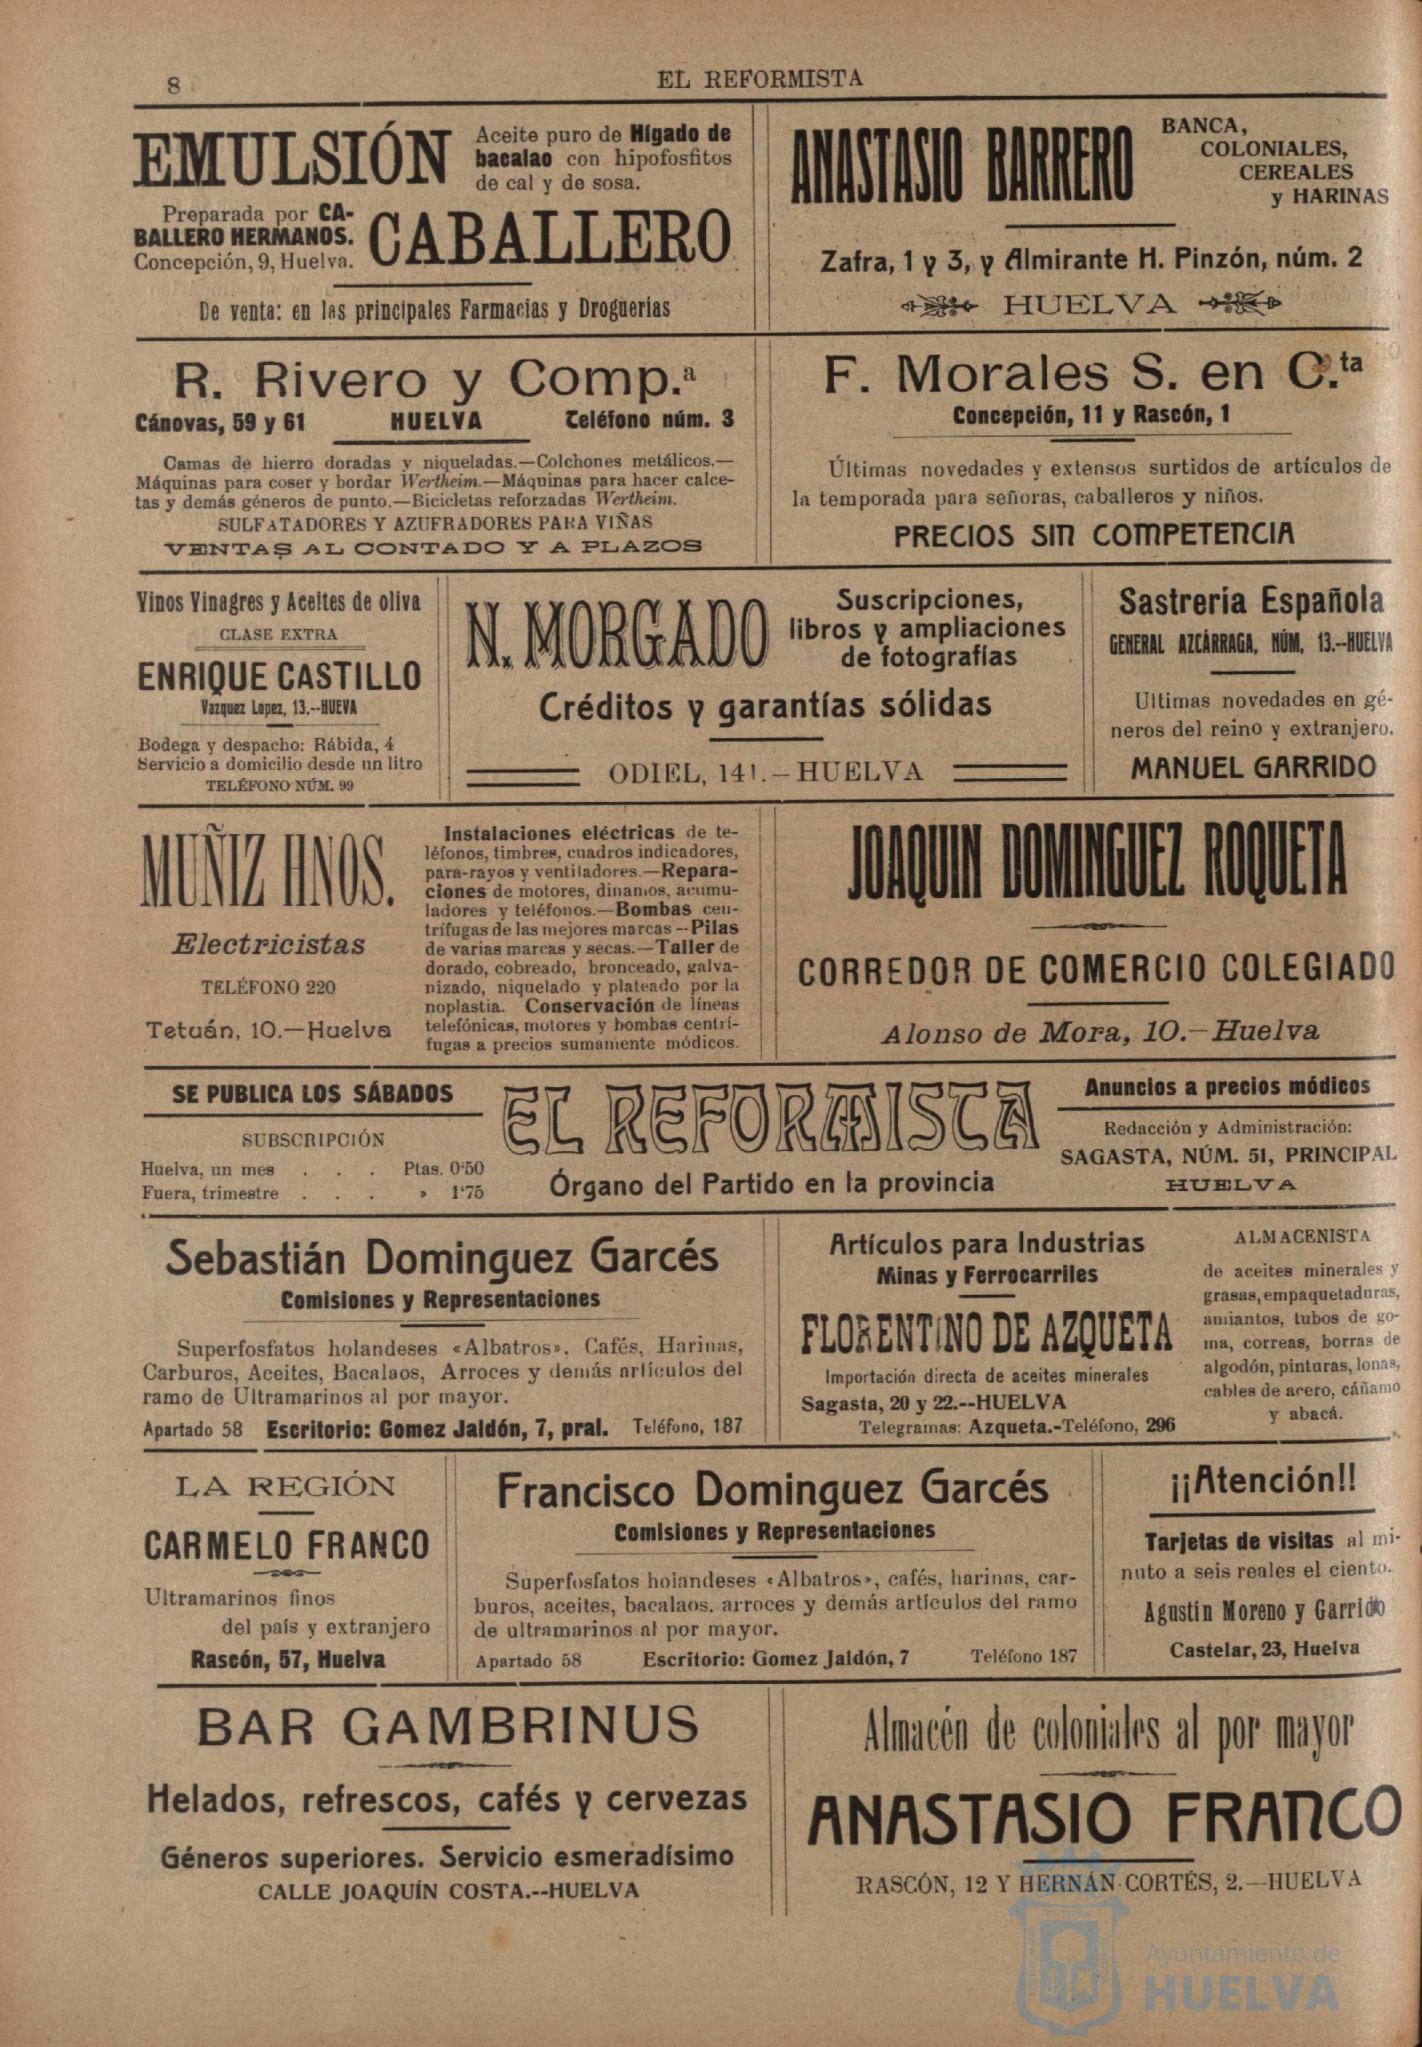 8
EL REFORMISTA
EMULSIÓN
Aceite puro de Hígado de
bacalao con hipofosfitos
de cal y de sosa.
Preparada por CA-
BALLERO HERMANOS.
Concepción, 9, Huelva.
CABALLERO
De venta: en las principales Farmacias y Droguerias
ANASTASIO BARRERO
BANCA,
COLONIALES,
CEREALES
y HARINAS
Zafra, 1 y 3, y Almirante H. Pinzón, núm. 2
HUELVA
R. Rivero y Comp.ª
Cánovas, 59 y 61 HUELVA Teléfono núm. 3
Camas de hierro doradas y niqueladas.—Colchones metálicos.—
Máquinas para coser y bordar Wertheim.—Máquinas para hacer calce-
tas y demás géneros de punto.—Bicicletas reforzadas Wertheim.
SULFATADORES Y AZUFRADORES PARA VIÑAS
VENTAS AL CONTADO Y A PLAZOS
F. Morales S. en C.ta
Concepción, 11 y Rascón, 1
Últimas novedades y extensos surtidos de artículos de
la temporada para señoras, caballeros y niños.
PRECIOS SIN COMPETENCIA
Vinos Vinagres y Aceites de oliva
CLASE EXTRA
ENRIQUE CASTILLO
Vazquez Lopez, 13.--HUEVA
Bodega y despacho: Rábida, 4
Servicio a domicilio desde un litro
TELÉFONO NÚM. 99
N. MORGADO
Suscripciones,
libros y ampliaciones
de fotografías
Créditos y garantías sólidas
ODIEL, 141.—HUELVA
Sastrería Española
GENERAL AZCÁRRAGA, NÚM, 13.--HUELVA
Ultimas novedades en gé-
neros del reino y extranjero.
MANUEL GARRIDO
MUÑIZ HNOS.
Electricistas
TELÉFONO 220
Tetuán, 10.—Huelva
Instalaciones eléctricas de te-
léfonos, timbres, cuadros indicadores,
para-rayos y ventiladores.—Repara-
ciones de motores, dinamos, acumu-
ladores y teléfonos.—Bombas cen-
trífugas de las mejores marcas--Pilas
de varias marcas y secas.—Taller de
dorado, cobreado, bronceado, galva-
nizado, niquelado y plateado por la
noplastia. Conservación de líneas
telefónicas, motores y bombas centrí-
fugas a precios sumamente módicos.
JOAQUIN DOMINGUEZ ROQUETA
CORREDOR DE COMERCIO COLEGIADO
Alonso de Mora, 10.—Huelva
SE PUBLICA LOS SÁBADOS
SUBSCRIPCIÓN
Huelva, un mes . . . Ptas. 0'50
Fuera, trimestre . . . » 1'75
EL REFORMISTA
Órgano del Partido en la provincia
Anuncios a precios módicos
Redacción y Administración:
SAGASTA, NÚM. 51, PRINCIPAL
HUELVA
Sebastián Dominguez Garcés
Comisiones y Representaciones
Superfosfatos holandeses «Albatros», Cafés, Harinas,
Carburos, Aceites, Bacalaos, Arroces y demás artículos del
ramo de Ultramarinos al por mayor.
Apartado 58 Escritorio: Gomez Jaldón, 7, pral. Teléfono, 187
Artículos para Industrias
Minas y Ferrocarriles
FLORENTINO DE AZQUETA
Importación directa de aceites minerales
Sagasta, 20 y 22.--HUELVA
Telegramas: Azqueta.-Teléfono, 296
ALMACENISTA
de aceites minerales y
grasas, empaquetaduras,
amiantos, tubos de go-
ma, correas, borras de
algodón, pinturas, lonas,
cables de acero, cáñamo
y abacá.
LA REGIÓN
CARMELO FRANCO
Ultramarinos finos
del país y extranjero
Rascón, 57, Huelva
Francisco Dominguez Garcés
Comisiones y Representaciones
Superfosfatos holandeses «Albatros», cafés, harinas, car-
buros, aceites, bacalaos, arroces y demás artículos del ramo
de ultramarinos al por mayor.
Apartado 58 Escritorio: Gomez Jaldón, 7 Teléfono 187
¡¡Atención!!
Tarjetas de visitas al mi-
nuto a seis reales el ciento.
Agustín Moreno y Garrido
Castelar, 23, Huelva
BAR GAMBRINUS
Helados, refrescos, cafés y cervezas
Géneros superiores. Servicio esmeradísimo
CALLE JOAQUÍN COSTA.--HUELVA
Almacén de coloniales al por mayor
ANASTASIO FRANCO
RASCÓN, 12 Y HERNÁN CORTÉS, 2.—HUELVA
Ayuntamiento de
HUELVA